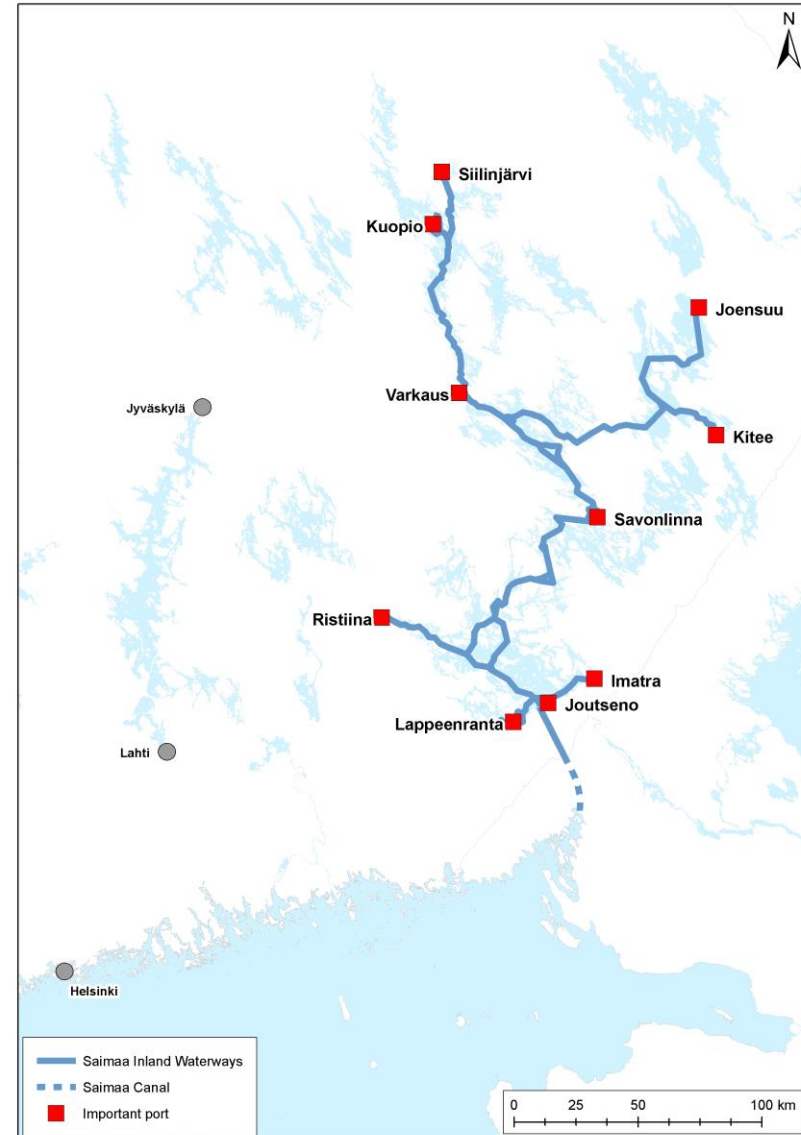 N
Siilinjärvi
Kuopio
Joensuu
Varkaus
Jyväskylä
Kitee
Savonlinna
Ristiina
Imatra
Joutseno
Lappeenranta
Lahti
Helsinki
Saimaa Inland Waterways
Saimaa Canal
Important port
0 25 50 100 km